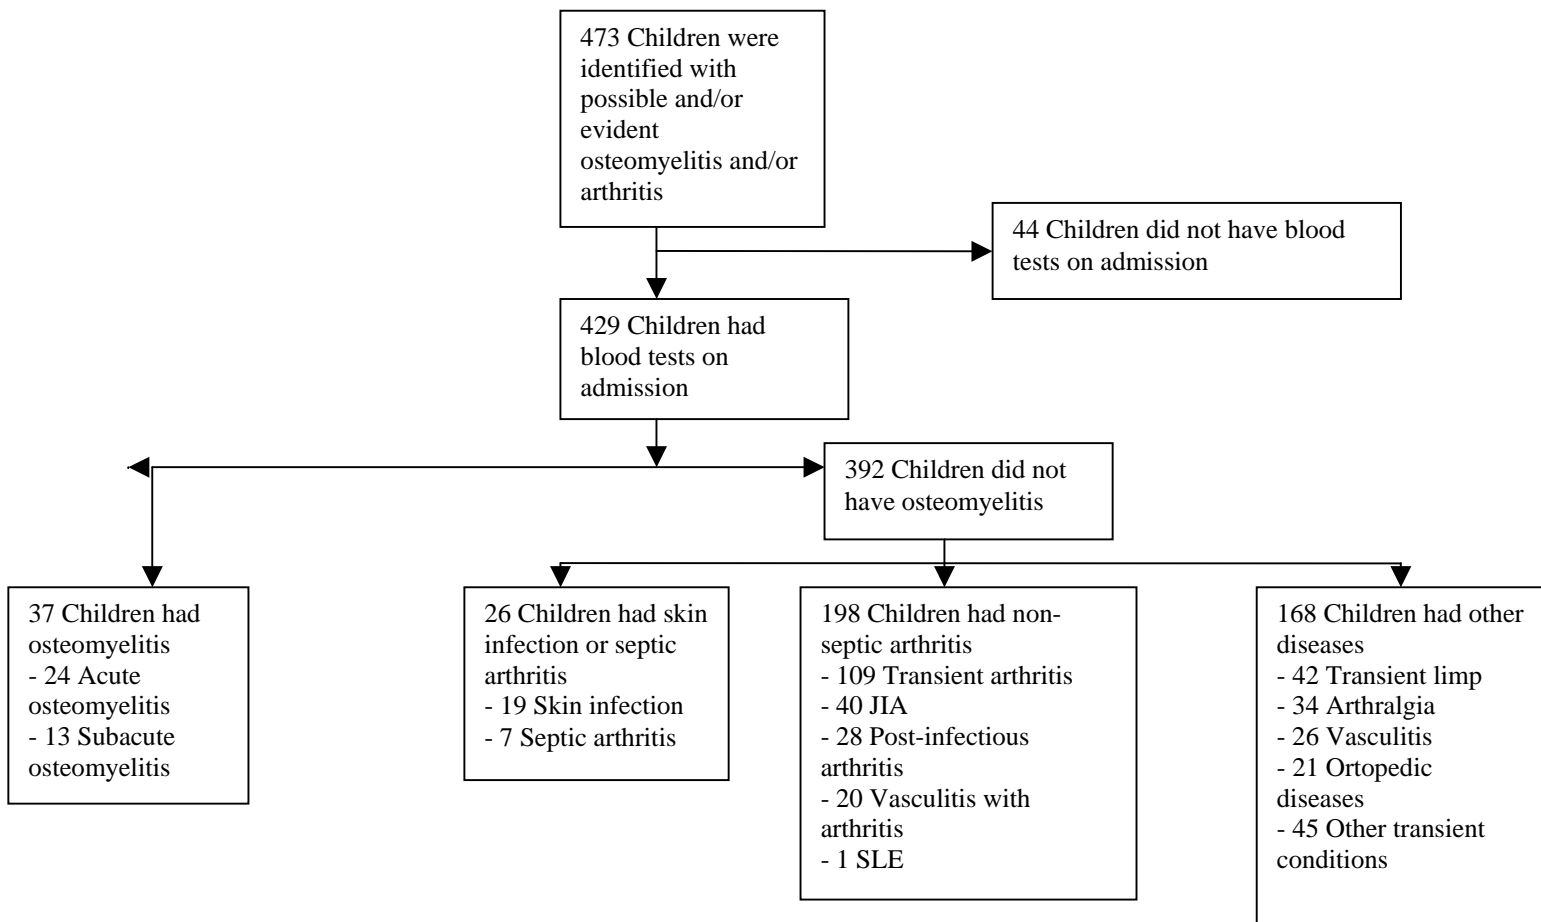 473 Children were
identified with
possible and/or
evident
osteomyelitis and/or
arthritis
44 Children did not have blood
tests on admission
429 Children had
blood tests on
admission
392 Children did not
have osteomyelitis
37 Children had
osteomyelitis
- 24 Acute
osteomyelitis
- 13 Subacute
osteomyelitis
26 Children had skin
infection or septic
arthritis
- 19 Skin infection
- 7 Septic arthritis
198 Children had non-
septic arthritis
- 109 Transient arthritis
- 40 JIA
- 28 Post-infectious
arthritis
- 20 Vasculitis with
arthritis
- 1 SLE
168 Children had other
diseases
- 42 Transient limp
- 34 Arthralgia
- 26 Vasculitis
- 21 Ortopedic
diseases
- 45 Other transient
conditions